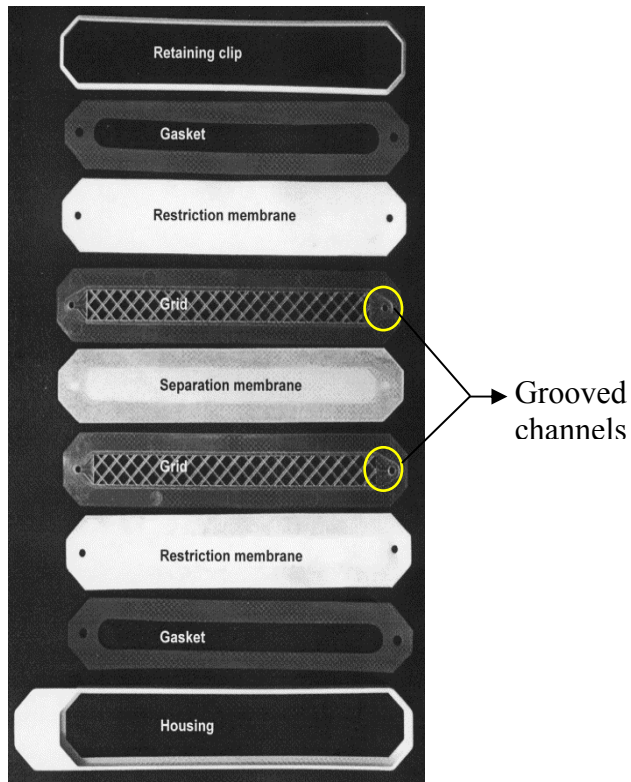 Retaining clip
Gasket
Restriction membrane
Grid
Separation membrane
Grid
Restriction membrane
Gasket
Housing
Grooved
channels